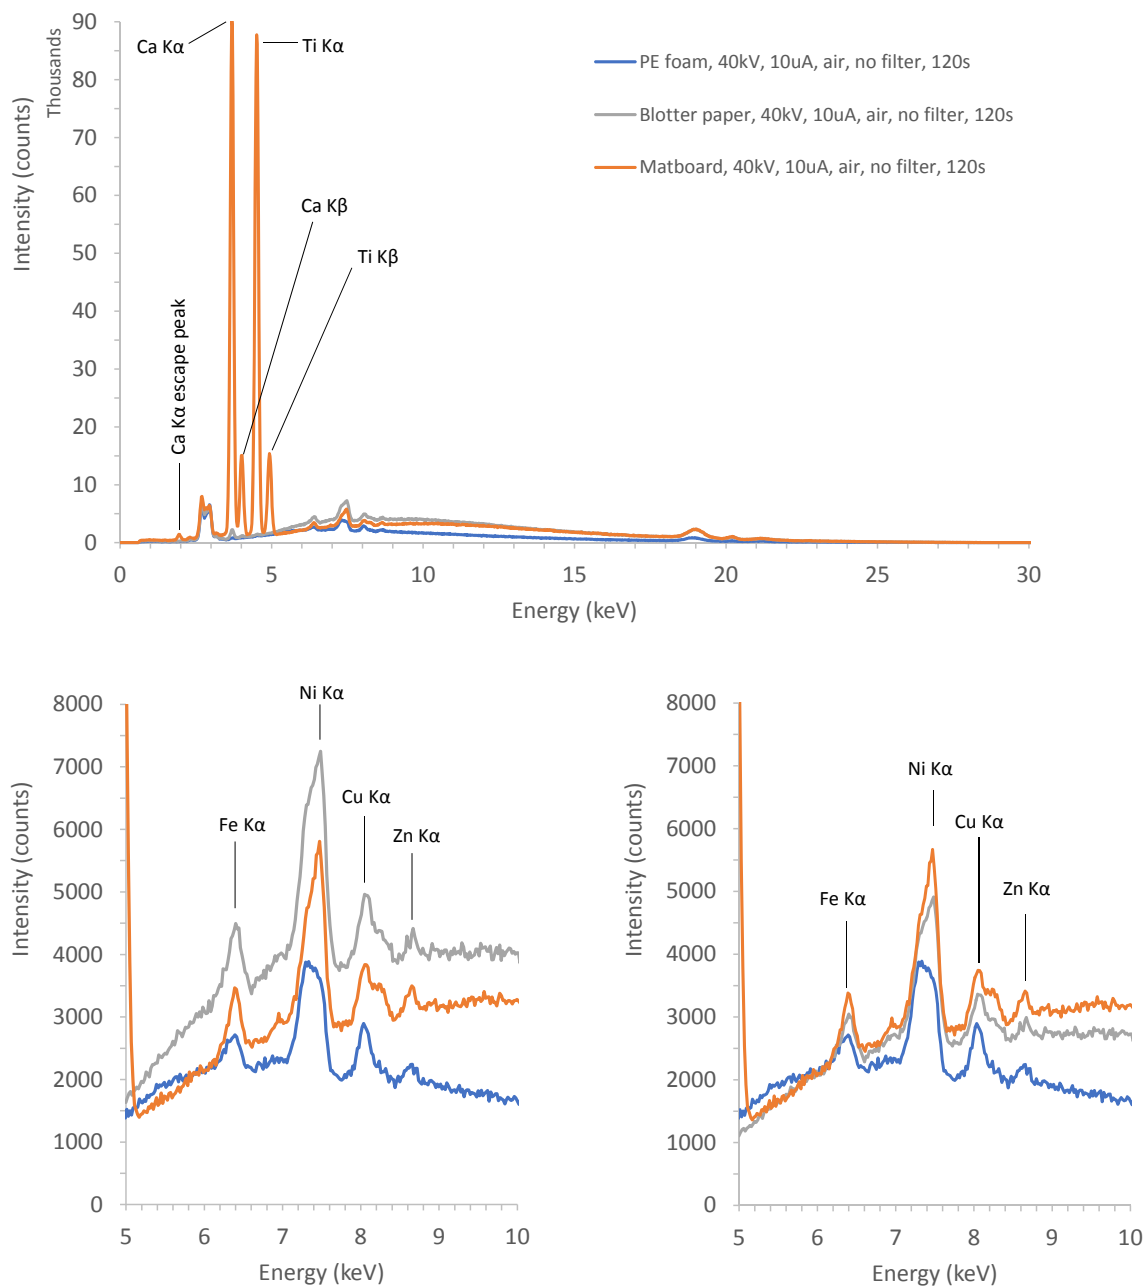 90
80
70
60
50
40
30
20
10
0
Thousands
Intensity (counts)
Ca Kα
Ti Kα
Ca Kβ
Ti Kβ
Ca Kα escape peak
PE foam, 40kV, 10uA, air, no filter, 120s
Blotter paper, 40kV, 10uA, air, no filter, 120s
Matboard, 40kV, 10uA, air, no filter, 120s
0 5 10 15 20 25 30
Energy (keV)
8000
7000
6000
5000
4000
3000
2000
1000
0
Intensity (counts)
Ni Kα
Fe Kα
Cu Kα
Zn Kα
5 6 7 8 9 10
Energy (keV)
8000
7000
6000
5000
4000
3000
2000
1000
0
Intensity (counts)
Ni Kα
Cu Kα
Fe Kα
Zn Kα
5 6 7 8 9 10
Energy (keV)